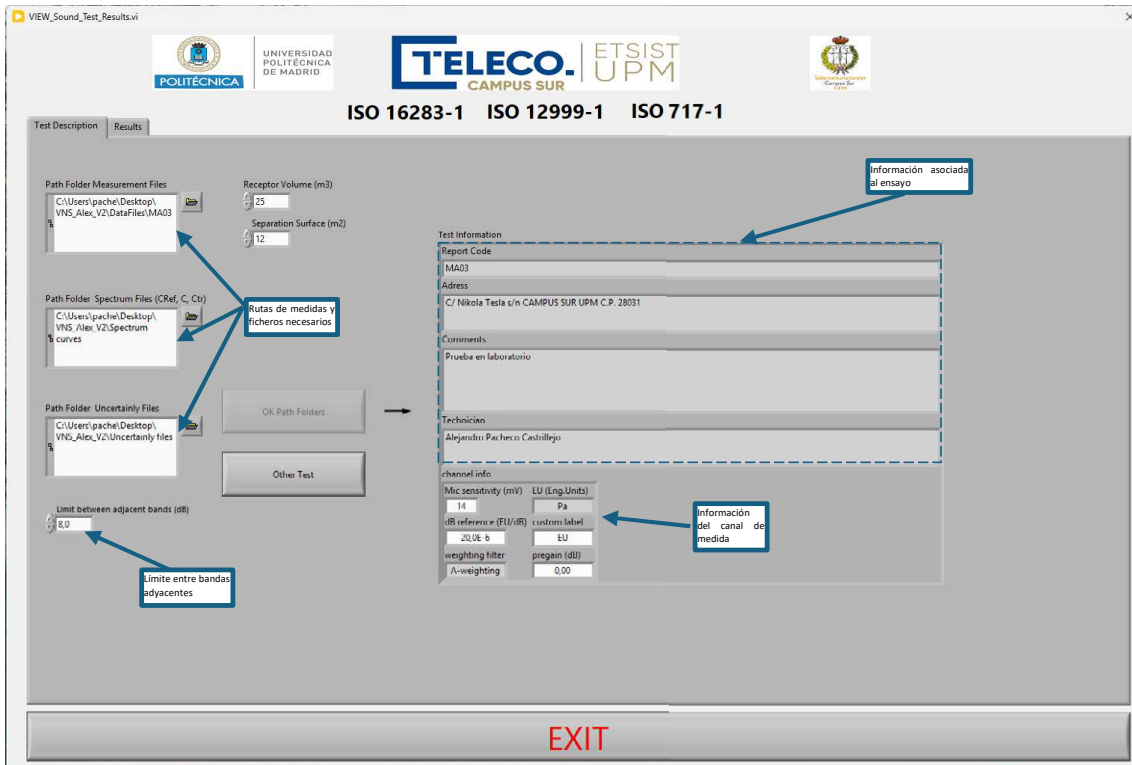 VIEW_Sound_Test_Results.vi
POLITÉCNICA
UNIVERSIDAD
POLITÉCNICA
DE MADRID
TELECO.
CAMPUS SUR
ETSIST
UPM
ISO 16283-1 ISO 12999-1 ISO 717-1
Test Description
Results
Path Folder Measurement Files
C:\Users\pache\Desktop\
VNS_Alex_V2\DataFiles\MA03
Receptor Volume (m3)
25
Separation Surface (m2)
12
Path Folder Spectrum Files (CRef, C, Ctr)
C:\Users\pache\Desktop\
VNS_Alex_V2\Spectrum
curves
Rutas de medidas y
ficheros necesarios
Path Folder Uncertainly Files
C:\Users\pache\Desktop\
VNS_Alex_V2\Uncertainly files
OK Path Folders
Other Test
Limit between adjacent bands (dB)
8,0
Límite entre bandas
adyacentes
Información asociada
al ensayo
Test Information
Report Code
MA03
Adress
C/ Nikola Tesla s/n CAMPUS SUR UPM C.P. 28031
Comments
Prueba en laboratorio
Technician
Alejandro Pacheco Castrillejo
channel info
Mic sensitivity (mV) EU (Eng.Units)
14 Pa
dB reference (EU/dB) custom label
20,0E-6 EU
weighting filter pregain (dB)
A-weighting 0,00
Información
del canal de
medida
EXIT